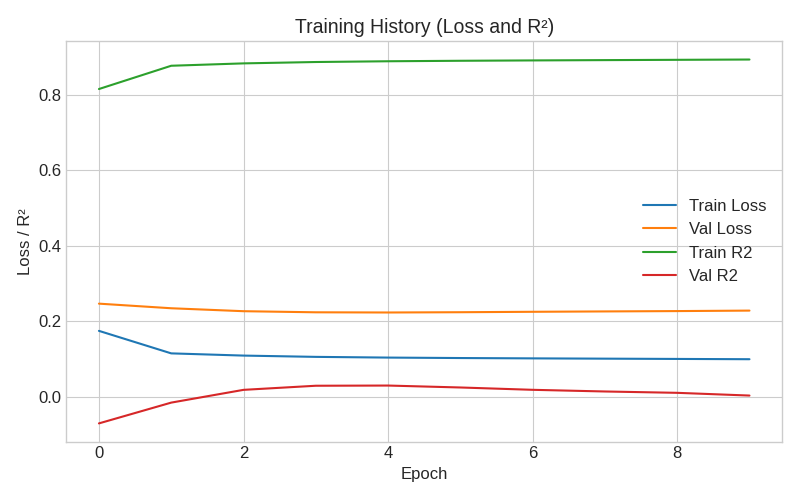 Training History (Loss and R²)
Loss / R²
0.8
0.6
0.4
0.2
0.0
Train Loss
Val Loss
Train R2
Val R2
0 2 4 6 8
Epoch